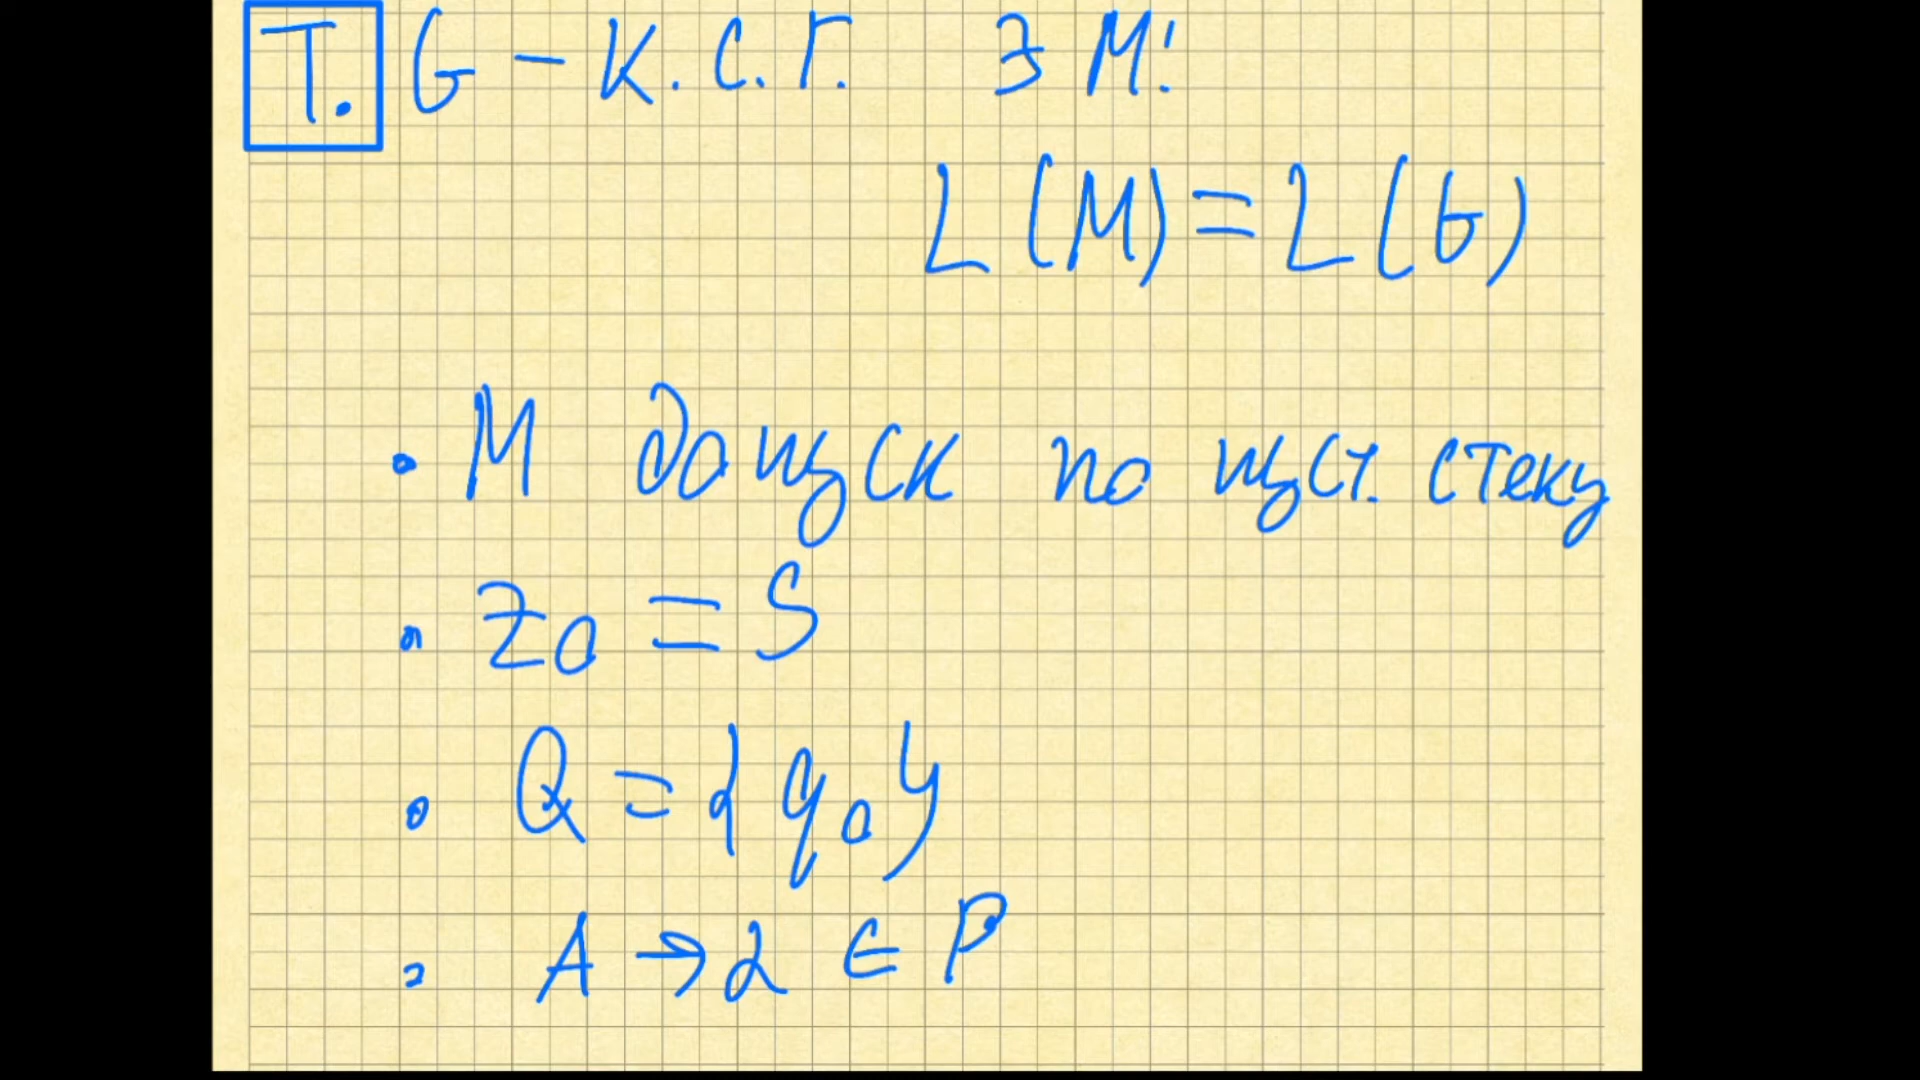 Т. G - К.С.Г. ∃ M:
L(M) = L(G)
• M допуск по пуст. стеку
• Z0 = S
• Q = {q0}
• A → α ∈ P